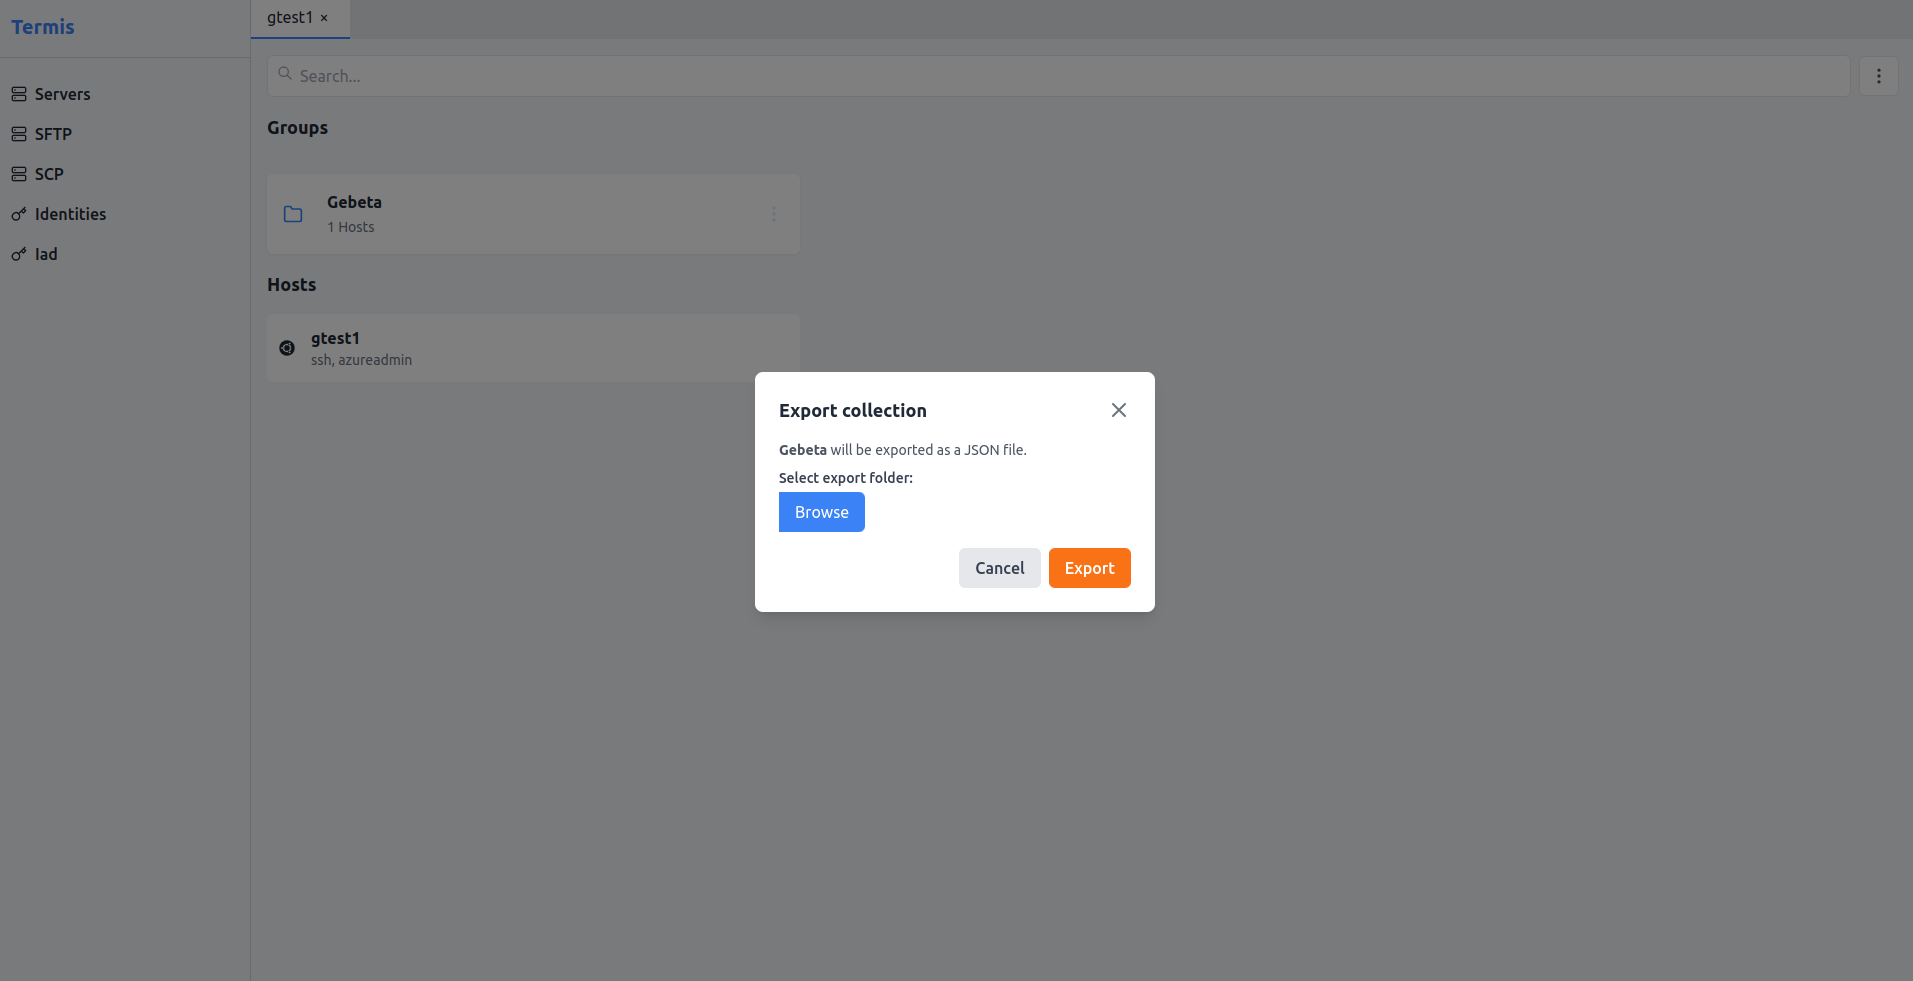 Termis
gtest1 ×
Search...
Servers
SFTP
SCP
Identities
Iad
Groups
Gebeta
1 Hosts
Hosts
gtest1
ssh, azureadmin
Export collection
Gebeta will be exported as a JSON file.
Select export folder:
Browse
Cancel
Export